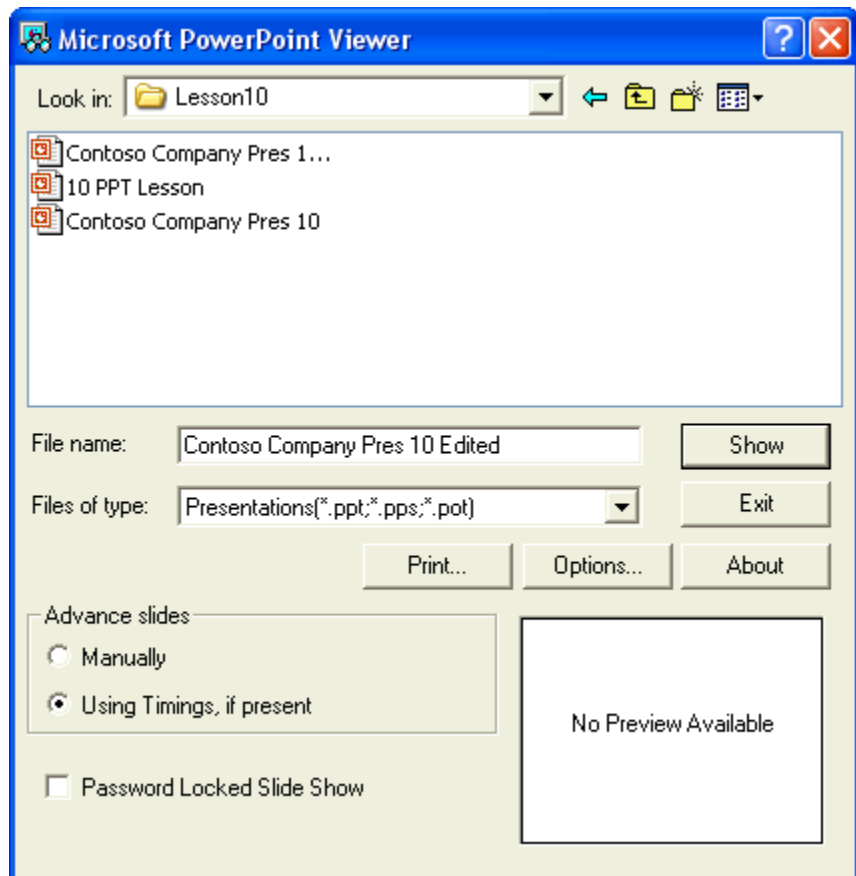 Microsoft PowerPoint Viewer
Look in: Lesson10
Contoso Company Pres 1...
10 PPT Lesson
Contoso Company Pres 10
File name: Contoso Company Pres 10 Edited Show
Files of type: Presentations(*.ppt;*.pps;*.pot) Exit
Print... Options... About
Advance slides
Manually
Using Timings, if present
No Preview Available
Password Locked Slide Show